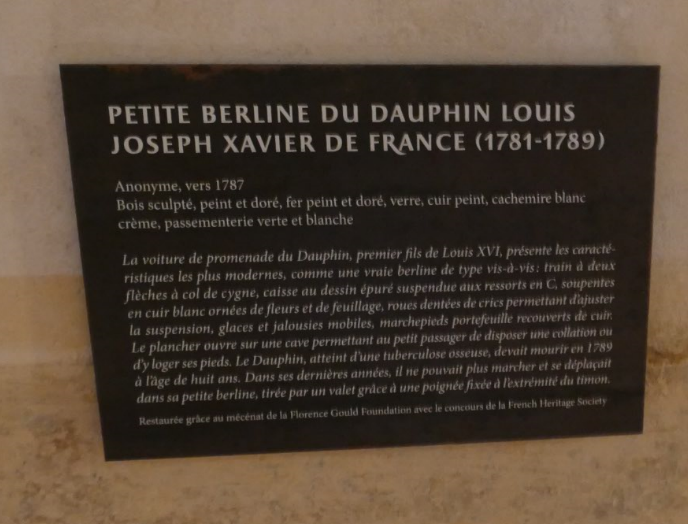 PETITE BERLINE DU DAUPHIN LOUIS
JOSEPH XAVIER DE FRANCE (1781-1789)
Anonyme, vers 1787
Bois sculpté, peint et doré, fer peint et doré, verre, cuir peint, cachemire blanc
crème, passementerie verte et blanche
La voiture de promenade du Dauphin, premier fils de Louis XVI, présente les caracté-
ristiques les plus modernes, comme une vraie berline de type vis-à-vis : train à deux
flèches à col de cygne, caisse au dessin épuré suspendue aux ressorts en C, soupentes
en cuir blanc ornées de fleurs et de feuillage, roues dentées de crics permettant d'ajuster
la suspension, glaces et jalousies mobiles, marchepieds portefeuille recouverts de cuir.
Le plancher ouvre sur une cave permettant au petit passager de disposer une collation ou
d'y loger ses pieds. Le Dauphin, atteint d'une tuberculose osseuse, devait mourir en 1789
à l'âge de huit ans. Dans ses dernières années, il ne pouvait plus marcher et se déplaçait
dans sa petite berline, tirée par un valet grâce à une poignée fixée à l'extrémité du timon.
Restaurée grâce au mécénat de la Florence Gould Foundation avec le concours de la French Heritage Society